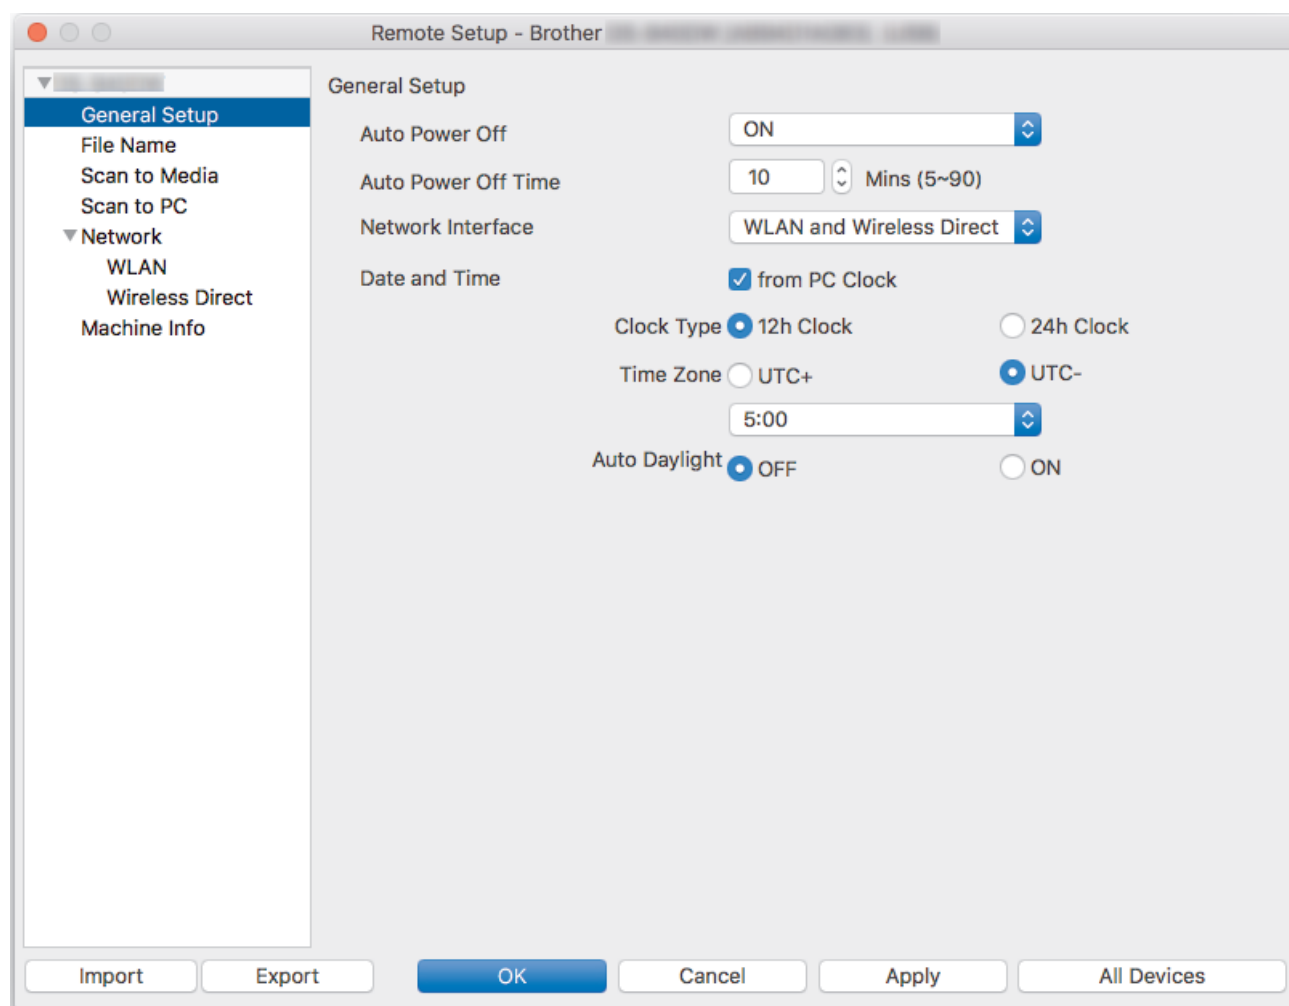 Remote Setup - Brother
General Setup
File Name
Scan to Media
Scan to PC
Network
WLAN
Wireless Direct
Machine Info
General Setup
Auto Power Off ON
Auto Power Off Time 10 Mins (5~90)
Network Interface WLAN and Wireless Direct
Date and Time from PC Clock
Clock Type 12h Clock 24h Clock
Time Zone UTC+ UTC-
5:00
Auto Daylight OFF ON
Import Export OK Cancel Apply All Devices